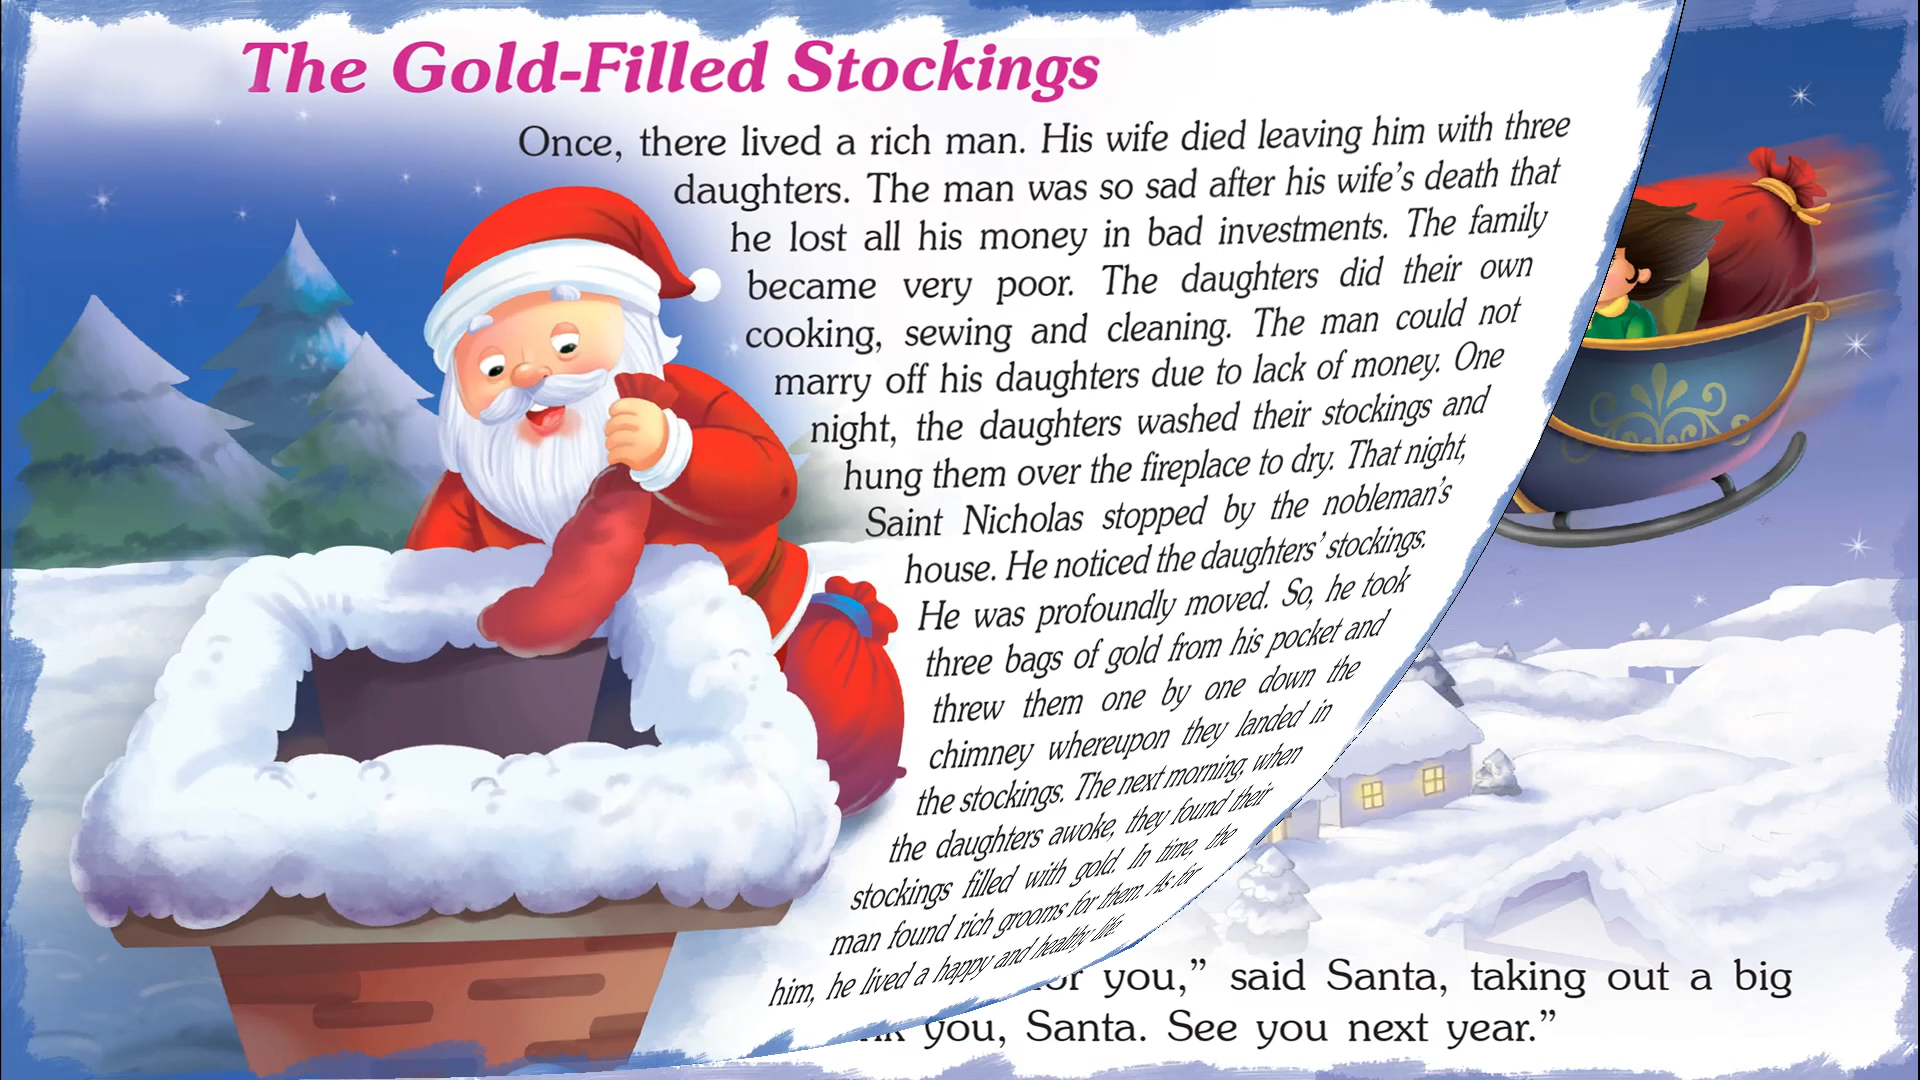 The Gold-Filled Stockings
Once, there lived a rich man. His wife died leaving him with three
daughters. The man was so sad after his wife's death that
he lost all his money in bad investments. The family
became very poor. The daughters did their own
cooking, sewing and cleaning. The man could not
marry off his daughters due to lack of money. One
night, the daughters washed their stockings and
hung them over the fireplace to dry. That night,
Saint Nicholas stopped by the nobleman's
house. He noticed the daughters' stockings.
He was profoundly moved. So, he took
three bags of gold from his pocket and
threw them one by one down the
chimney whereupon they landed in
the stockings. The next morning, when
the daughters awoke, they found their
stockings filled with gold. In time, the
man found rich grooms for them. As for
him, he lived a happy and healthy life.
you,” said Santa, taking out a big
you, Santa. See you next year.”